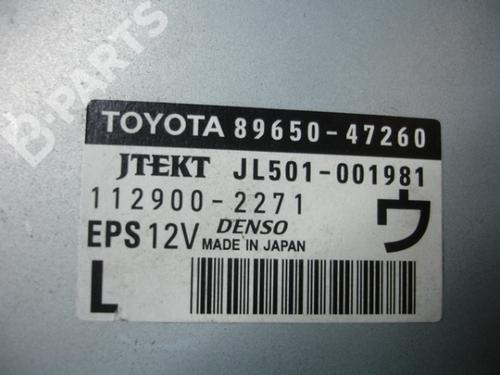 B-PARTS
TOYOTA 89650-47260
JTEKT JL501-001981
112900-2271
EPS 12V DENSO MADE IN JAPAN
ウ
L